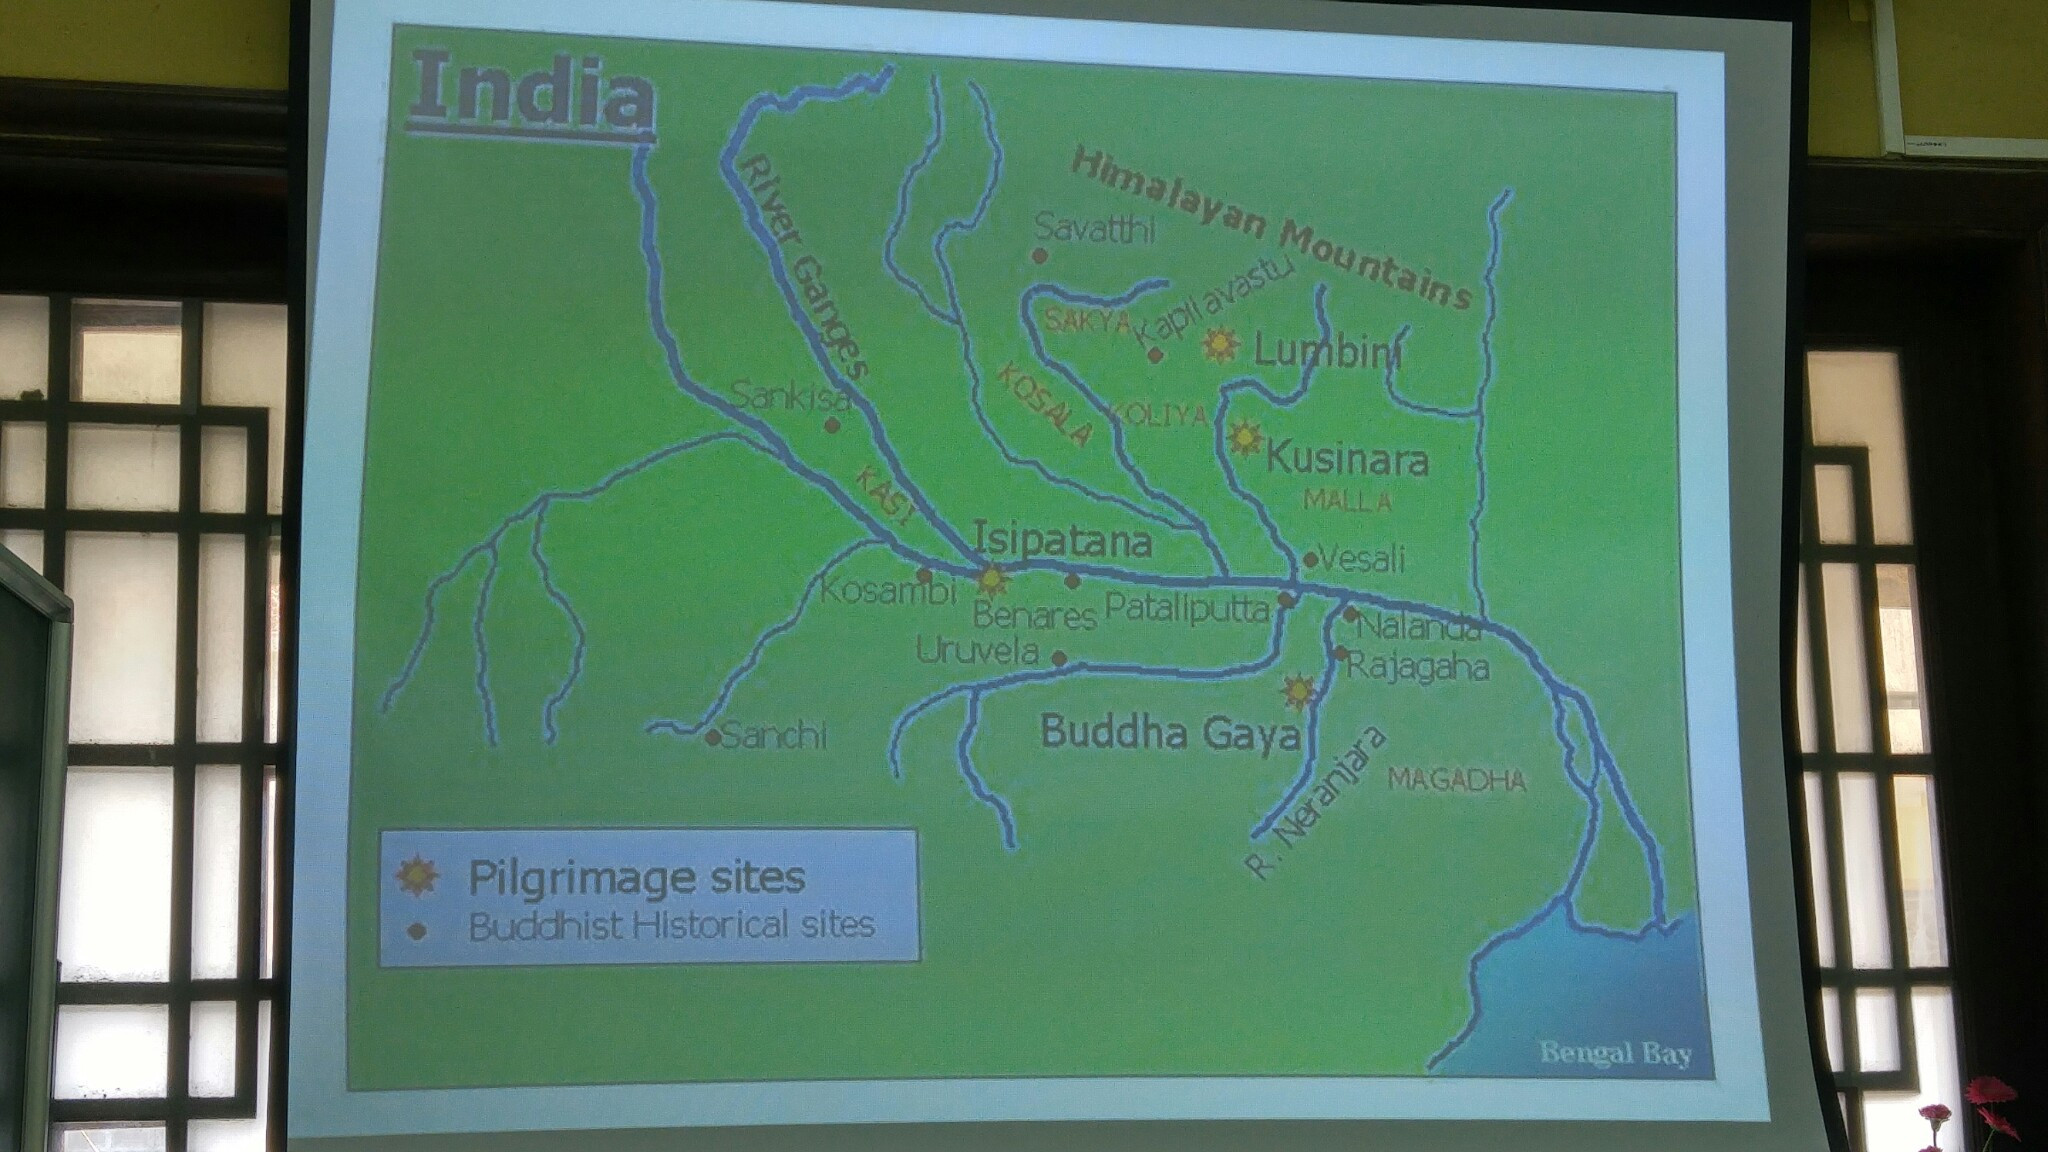 India
River Ganges
Himalayan Mountains
Savatthi
SAKYA
Kapilavastu
Lumbini
KOSALA
KOLIYA
Sankisa
Kusinara
MALLA
KASI
Isipatana
Vesali
Kosambi
Benares
Pataliputta
Nalanda
Uruvela
Rajagaha
Buddha Gaya
Sanchi
R. Neranjara
MAGADHA
Pilgrimage sites
Buddhist Historical sites
Bengal Bay